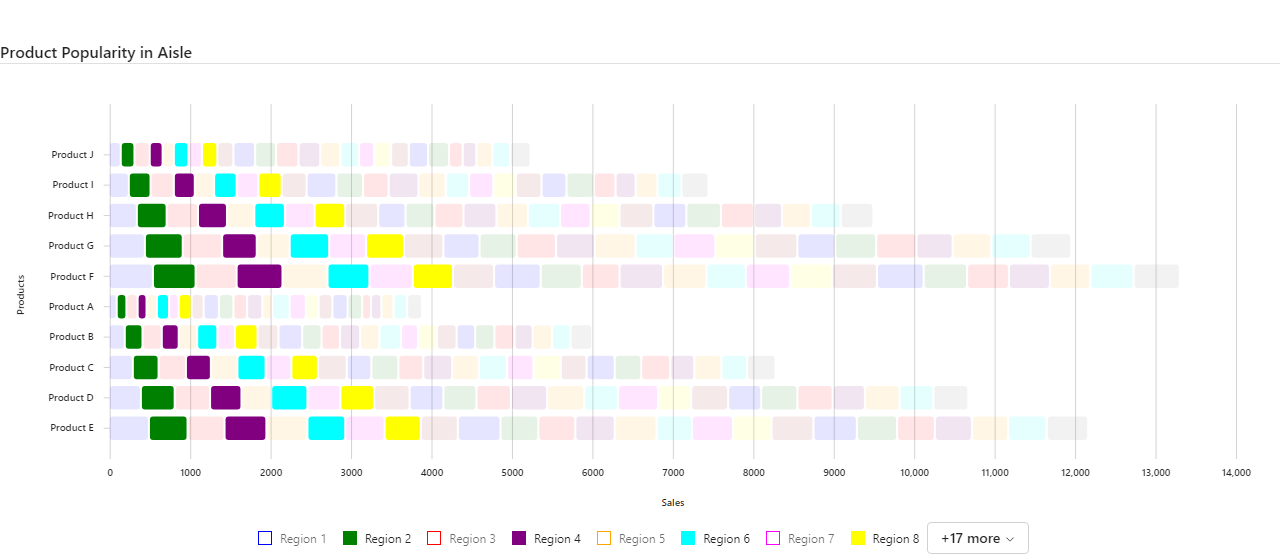 Product Popularity in Aisle
Product J
Product I
Product H
Product G
Product F
Product A
Product B
Product C
Product D
Product E
Products
0 1000 2000 3000 4000 5000 6000 7000 8000 9000 10,000 11,000 12,000 13,000 14,000
Sales
Region 1 Region 2 Region 3 Region 4 Region 5 Region 6 Region 7 Region 8 +17 more